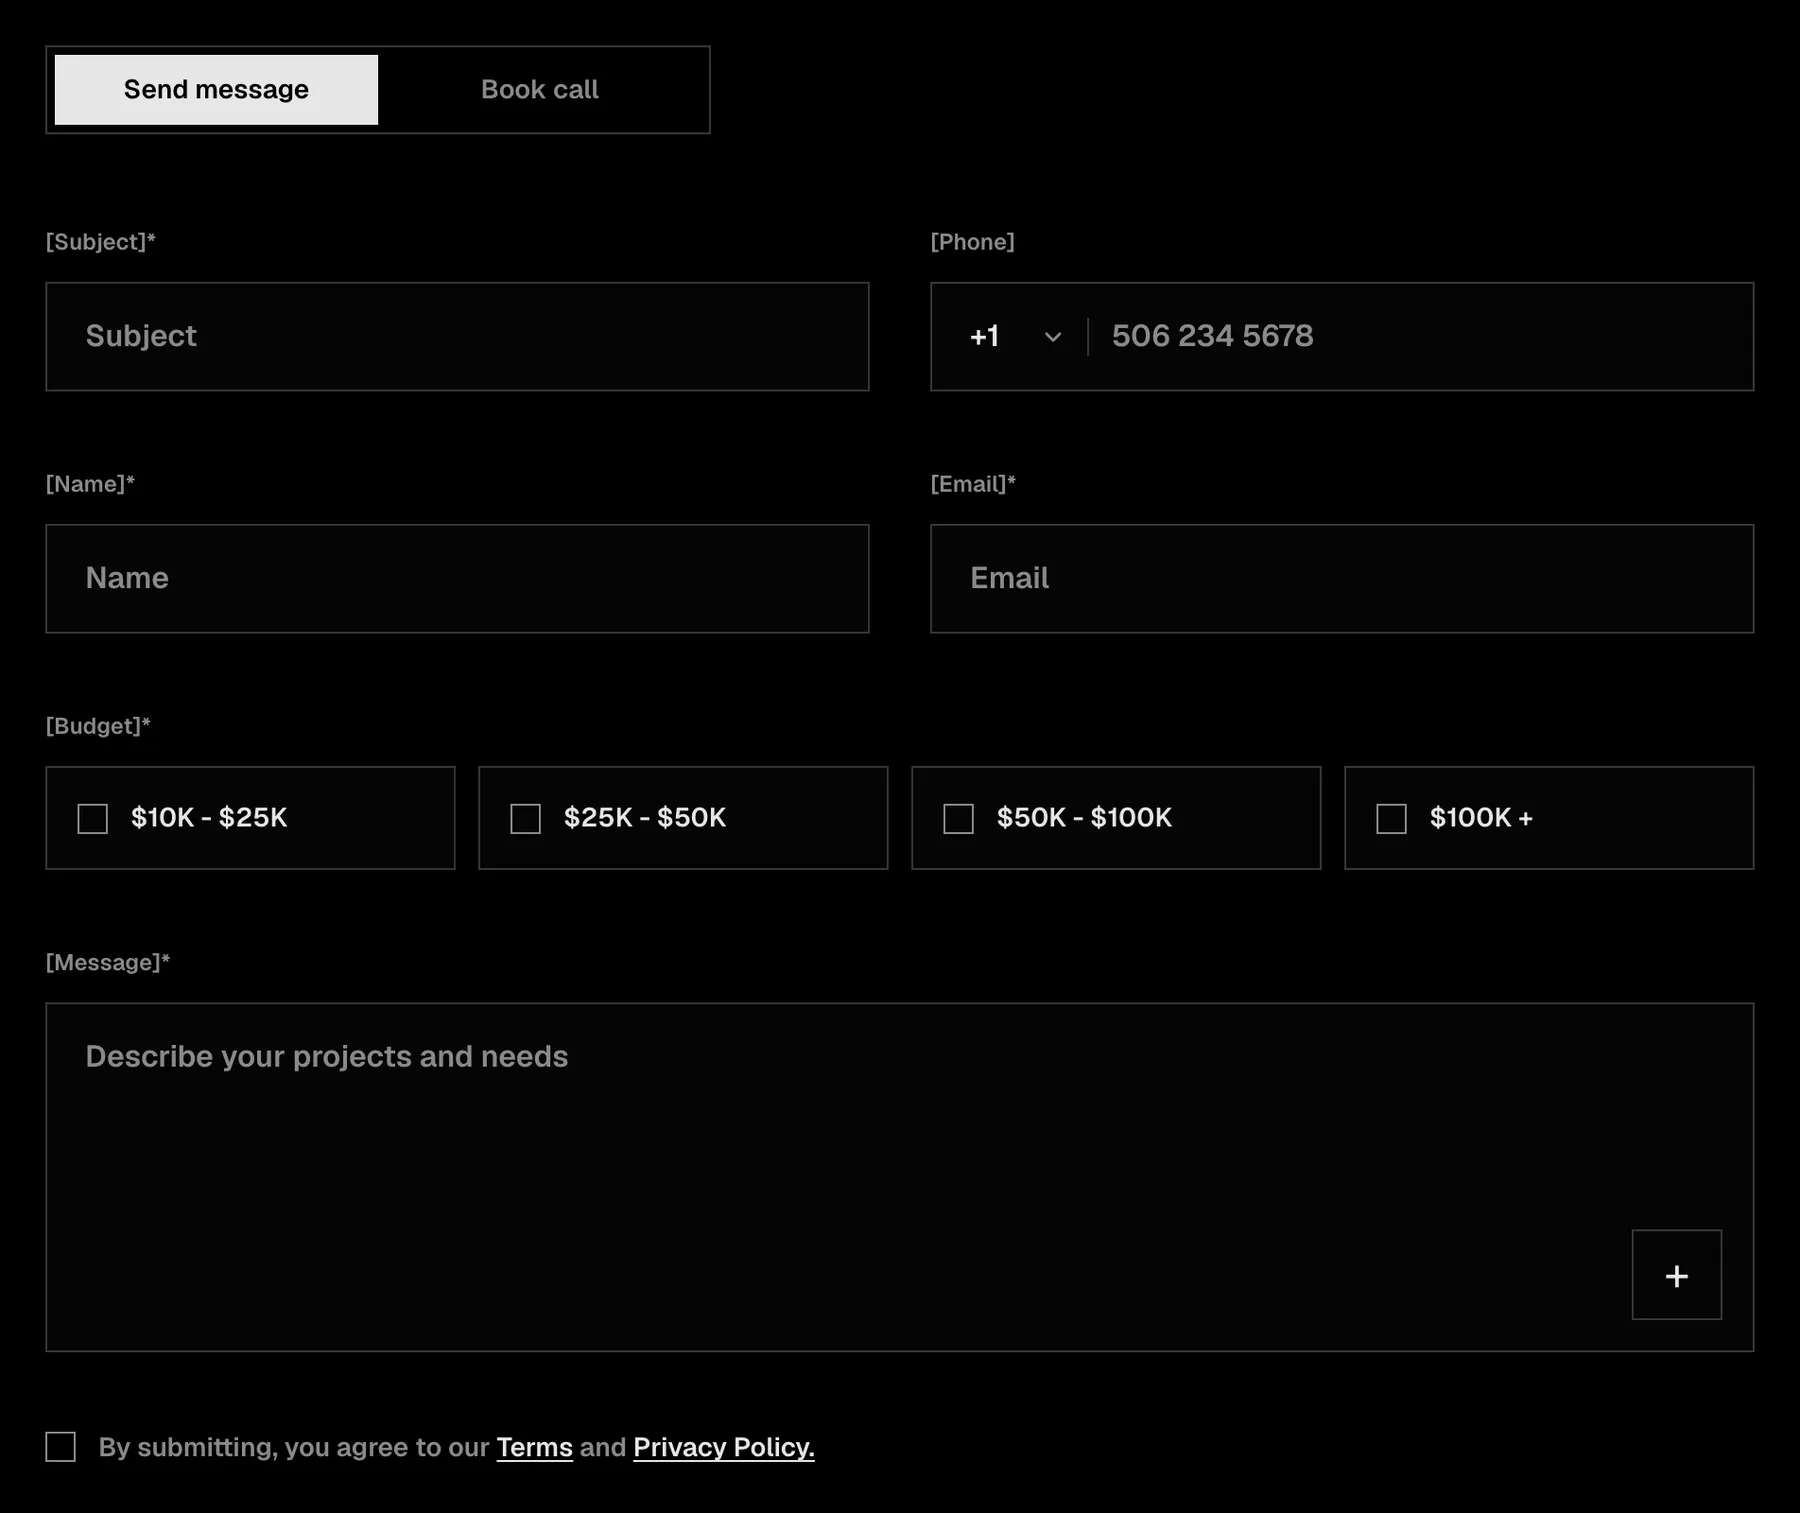 Send message
Book call
[Subject]*
[Phone]
Subject
+1
506 234 5678
[Name]*
[Email]*
Name
Email
[Budget]*
$10K - $25K
$25K - $50K
$50K - $100K
$100K +
[Message]*
Describe your projects and needs
+
By submitting, you agree to our Terms and Privacy Policy.